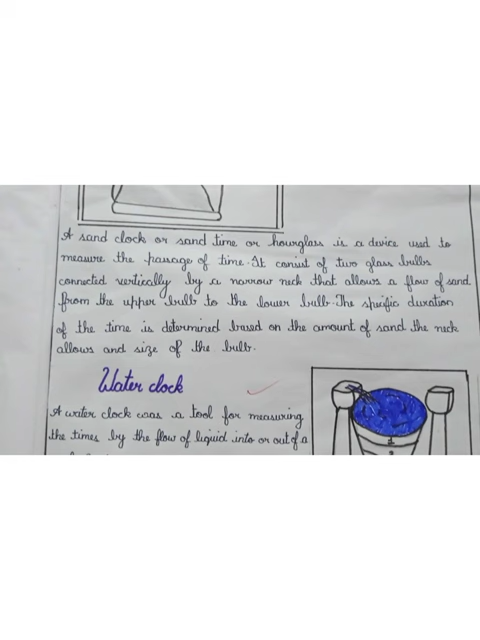 A sand clock or sand time or hourglass is a device used to
measure the passage of time. It consist of two glass bulbs
connected vertically by a narrow neck that allows a flow of sand
from the upper bulb to the lower bulb. The spicific duration
of the time is determined based on the amount of sand the neck
allows and size of the bulb.
Water clock
A water clock was a tool for measuring
the times by the flow of liquid into or out of a
1
2